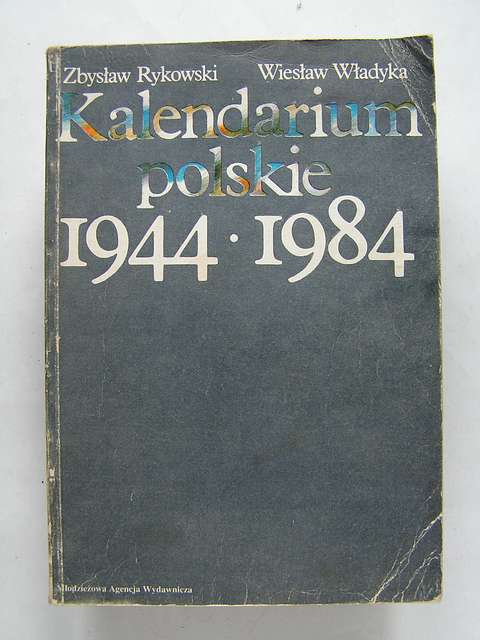 Zbysław Rykowski Wiesław Władyka
Kalendarium
polskie
1944 · 1984
Młodzieżowa Agencja Wydawnicza